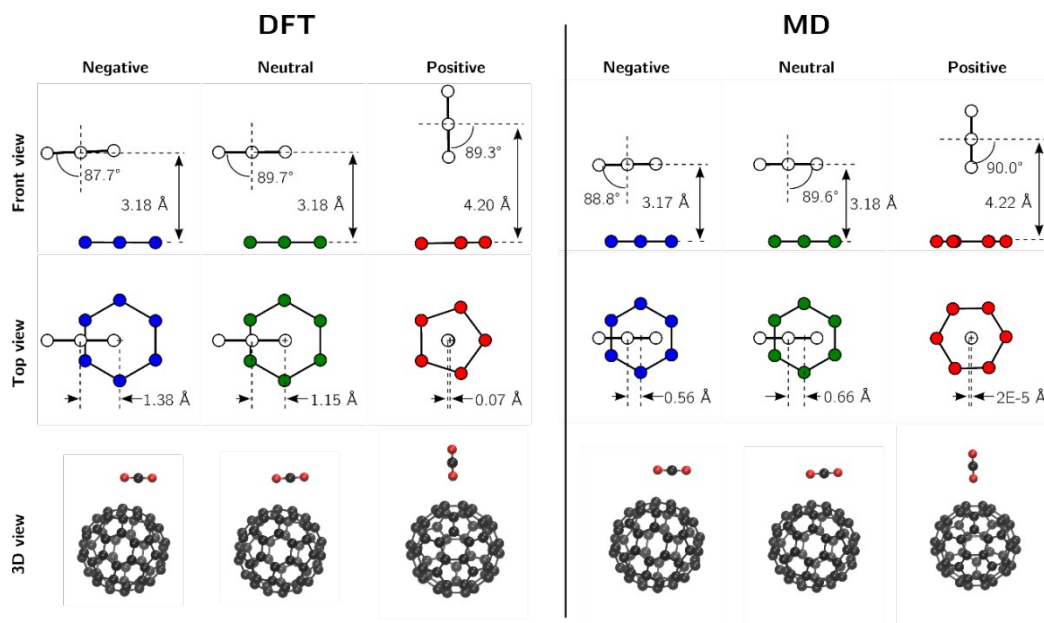 DFT
MD
Negative
Neutral
Positive
Negative
Neutral
Positive
Front view
87.7°
3.18 Å
89.7°
3.18 Å
89.3°
4.20 Å
88.8°
3.17 Å
89.6°
3.18 Å
90.0°
4.22 Å
Top view
1.38 Å
1.15 Å
0.07 Å
0.56 Å
0.66 Å
2E-5 Å
3D view